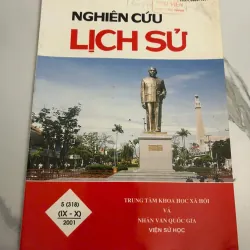 NGHIÊN CỨU
LỊCH SỬ
5 (318)
(IX - X)
2001
TRUNG TÂM KHOA HỌC XÃ HỘI
VÀ
NHÂN VĂN QUỐC GIA
VIỆN SỬ HỌC